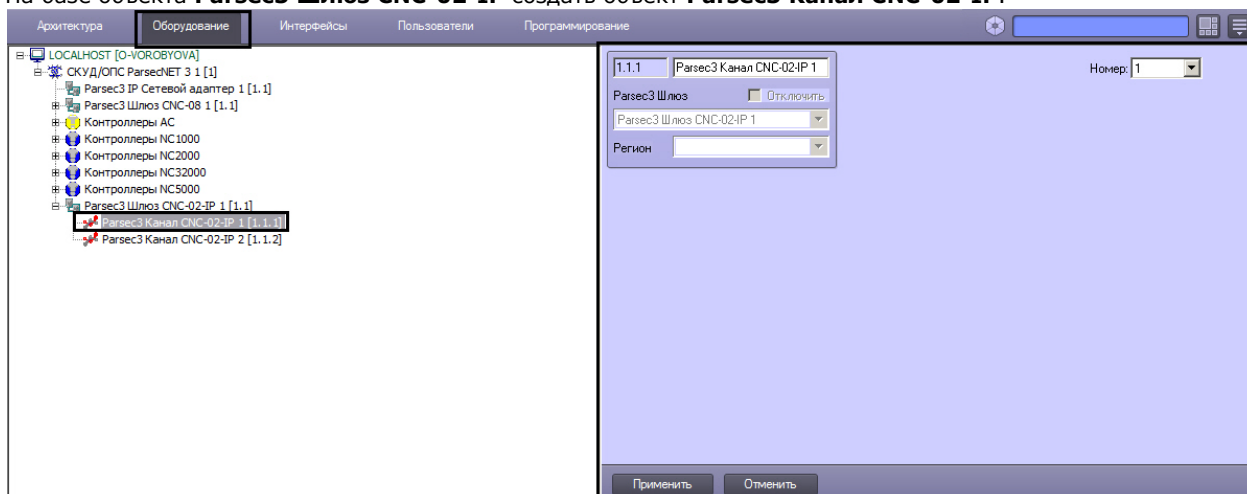 На базе объекта Parsec3 Шлюз CNC-02-IP создать объект Parsec3 Канал CNC-02-IP.
Архитектура Оборудование Интерфейсы Пользователи Программирование
LOCALHOST [O-VOROBYOVA]
СКУД/ОПС ParsecNET 3 1 [1]
Parsec3 IP Сетевой адаптер 1 [1.1]
Parsec3 Шлюз CNC-08 1 [1.1]
Контроллеры AC
Контроллеры NC1000
Контроллеры NC2000
Контроллеры NC32000
Контроллеры NC5000
Parsec3 Шлюз CNC-02-IP 1 [1.1]
Parsec3 Канал CNC-02-IP 1 [1.1.1]
Parsec3 Канал CNC-02-IP 2 [1.1.2]
1.1.1 Parsec3 Канал CNC-02-IP 1
Номер: 1
Parsec3 Шлюз Отключить
Parsec3 Шлюз CNC-02-IP 1
Регион
Применить Отменить